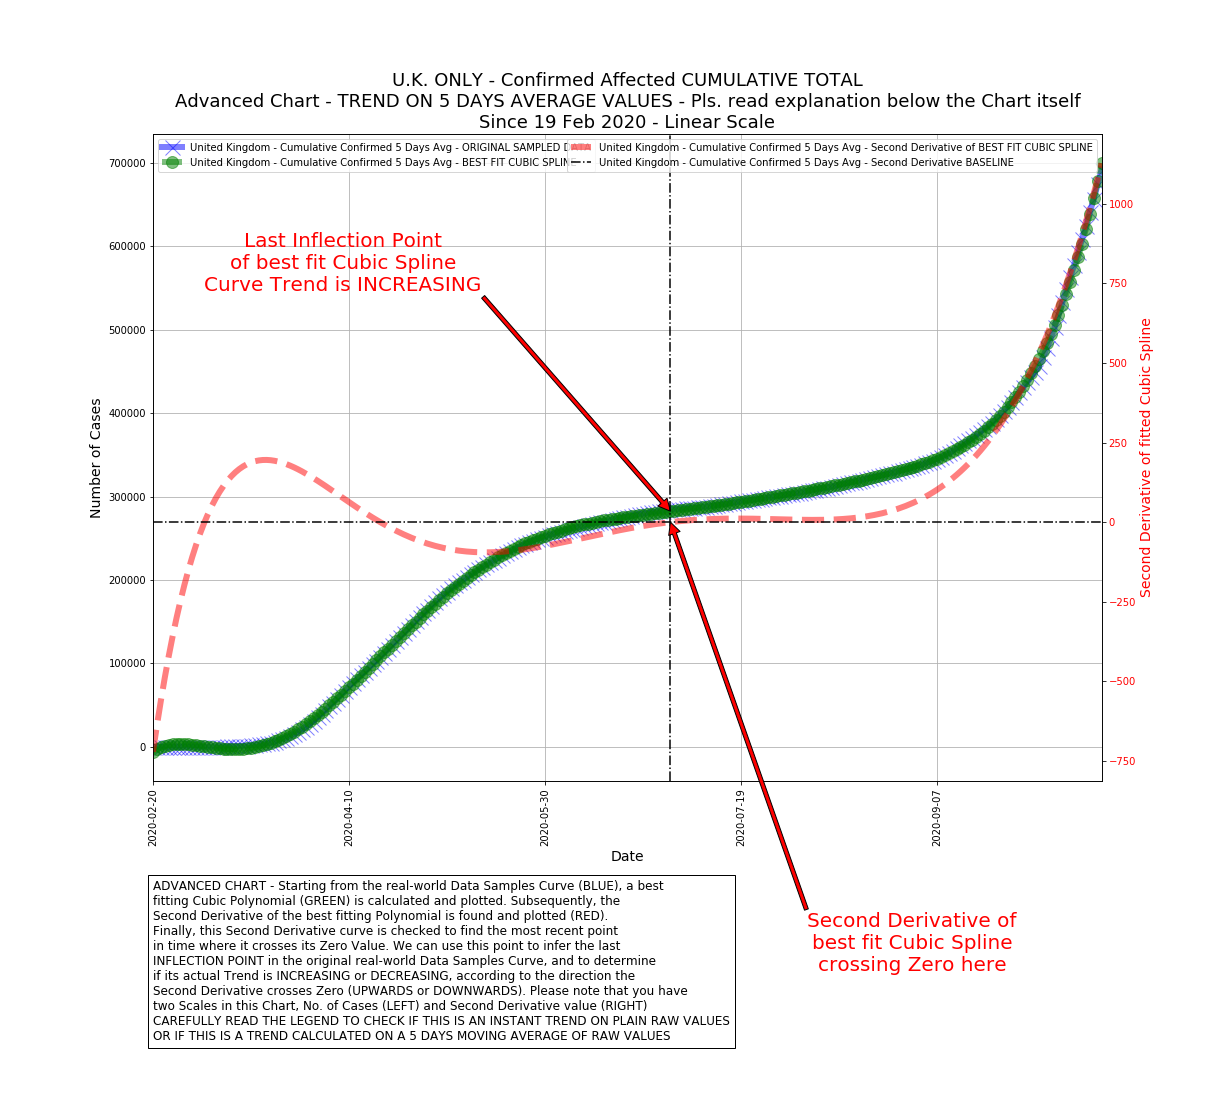 U.K. ONLY - Confirmed Affected CUMULATIVE TOTAL
Advanced Chart - TREND ON 5 DAYS AVERAGE VALUES - Pls. read explanation below the Chart itself
Since 19 Feb 2020 - Linear Scale
United Kingdom - Cumulative Confirmed 5 Days Avg - ORIGINAL SAMPLED
United Kingdom - Cumulative Confirmed 5 Days Avg - BEST FIT CUBIC SPLINE
United Kingdom - Cumulative Confirmed 5 Days Avg - Second Derivative of BEST FIT CUBIC SPLINE
United Kingdom - Cumulative Confirmed 5 Days Avg - Second Derivative BASELINE
700000
600000
500000
400000
300000
200000
100000
0
Number of Cases
Last Inflection Point
of best fit Cubic Spline
Curve Trend is INCREASING
1000
750
500
250
0
−250
−500
−750
Second Derivative of fitted Cubic Spline
2020-02-20
2020-04-10
2020-05-30
2020-07-19
2020-09-07
Date
Second Derivative of
best fit Cubic Spline
crossing Zero here
ADVANCED CHART - Starting from the real-world Data Samples Curve (BLUE), a best
fitting Cubic Polynomial (GREEN) is calculated and plotted. Subsequently, the
Second Derivative of the best fitting Polynomial is found and plotted (RED).
Finally, this Second Derivative curve is checked to find the most recent point
in time where it crosses its Zero Value. We can use this point to infer the last
INFLECTION POINT in the original real-world Data Samples Curve, and to determine
if its actual Trend is INCREASING or DECREASING, according to the direction the
Second Derivative crosses Zero (UPWARDS or DOWNWARDS). Please note that you have
two Scales in this Chart, No. of Cases (LEFT) and Second Derivative value (RIGHT)
CAREFULLY READ THE LEGEND TO CHECK IF THIS IS AN INSTANT TREND ON PLAIN RAW VALUES
OR IF THIS IS A TREND CALCULATED ON A 5 DAYS MOVING AVERAGE OF RAW VALUES